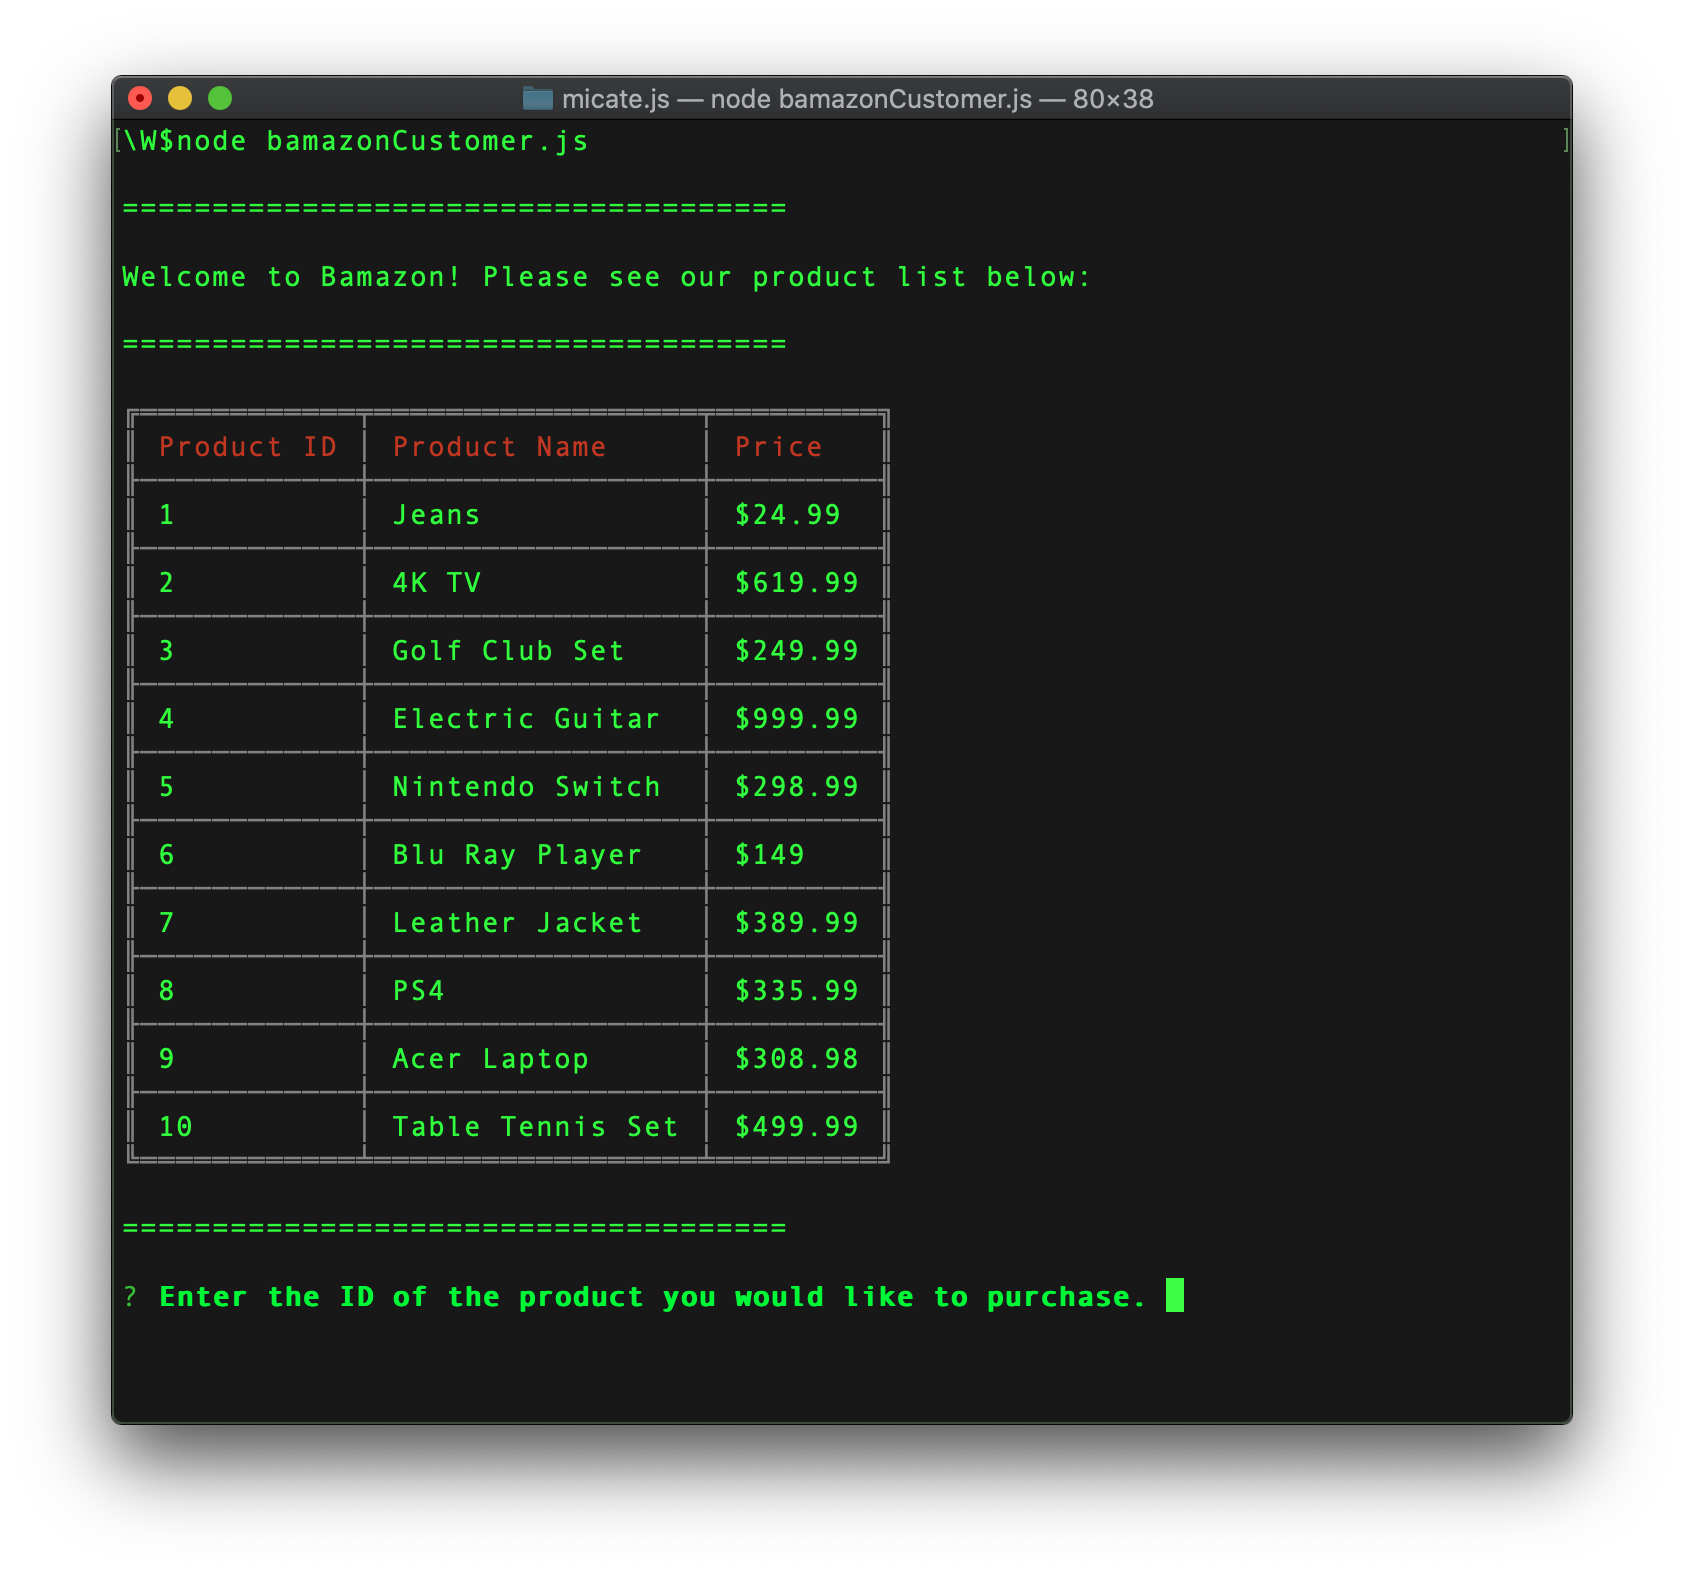 micate.js — node bamazonCustomer.js — 80×38
[\W$node bamazonCustomer.js ]
=====================================
Welcome to Bamazon! Please see our product list below:
=====================================
Product ID Product Name Price
1 Jeans $24.99
2 4K TV $619.99
3 Golf Club Set $249.99
4 Electric Guitar $999.99
5 Nintendo Switch $298.99
6 Blu Ray Player $149
7 Leather Jacket $389.99
8 PS4 $335.99
9 Acer Laptop $308.98
10 Table Tennis Set $499.99
=====================================
? Enter the ID of the product you would like to purchase.